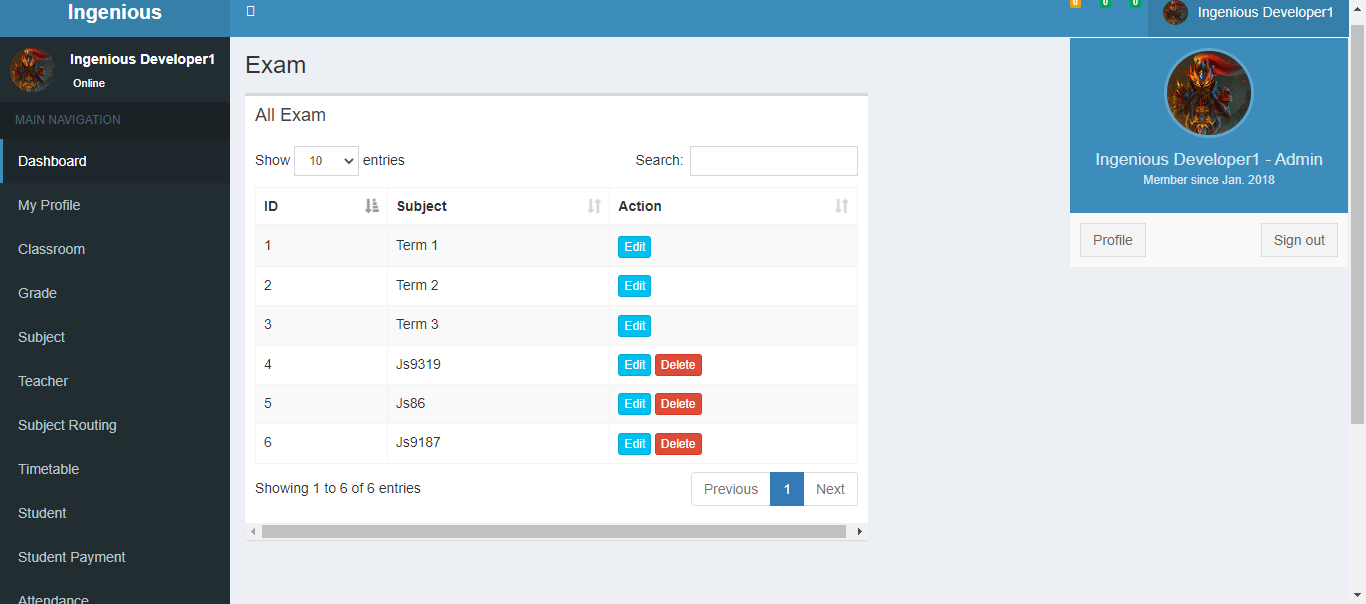 Ingenious
0 0 0 Ingenious Developer1
Ingenious Developer1
Online
MAIN NAVIGATION
Dashboard
My Profile
Classroom
Grade
Subject
Teacher
Subject Routing
Timetable
Student
Student Payment
Attendance
Exam
All Exam
Show 10 entries Search:
ID Subject Action
1 Term 1 Edit
2 Term 2 Edit
3 Term 3 Edit
4 Js9319 Edit Delete
5 Js86 Edit Delete
6 Js9187 Edit Delete
Showing 1 to 6 of 6 entries Previous 1 Next
Ingenious Developer1 - Admin
Member since Jan. 2018
Profile Sign out